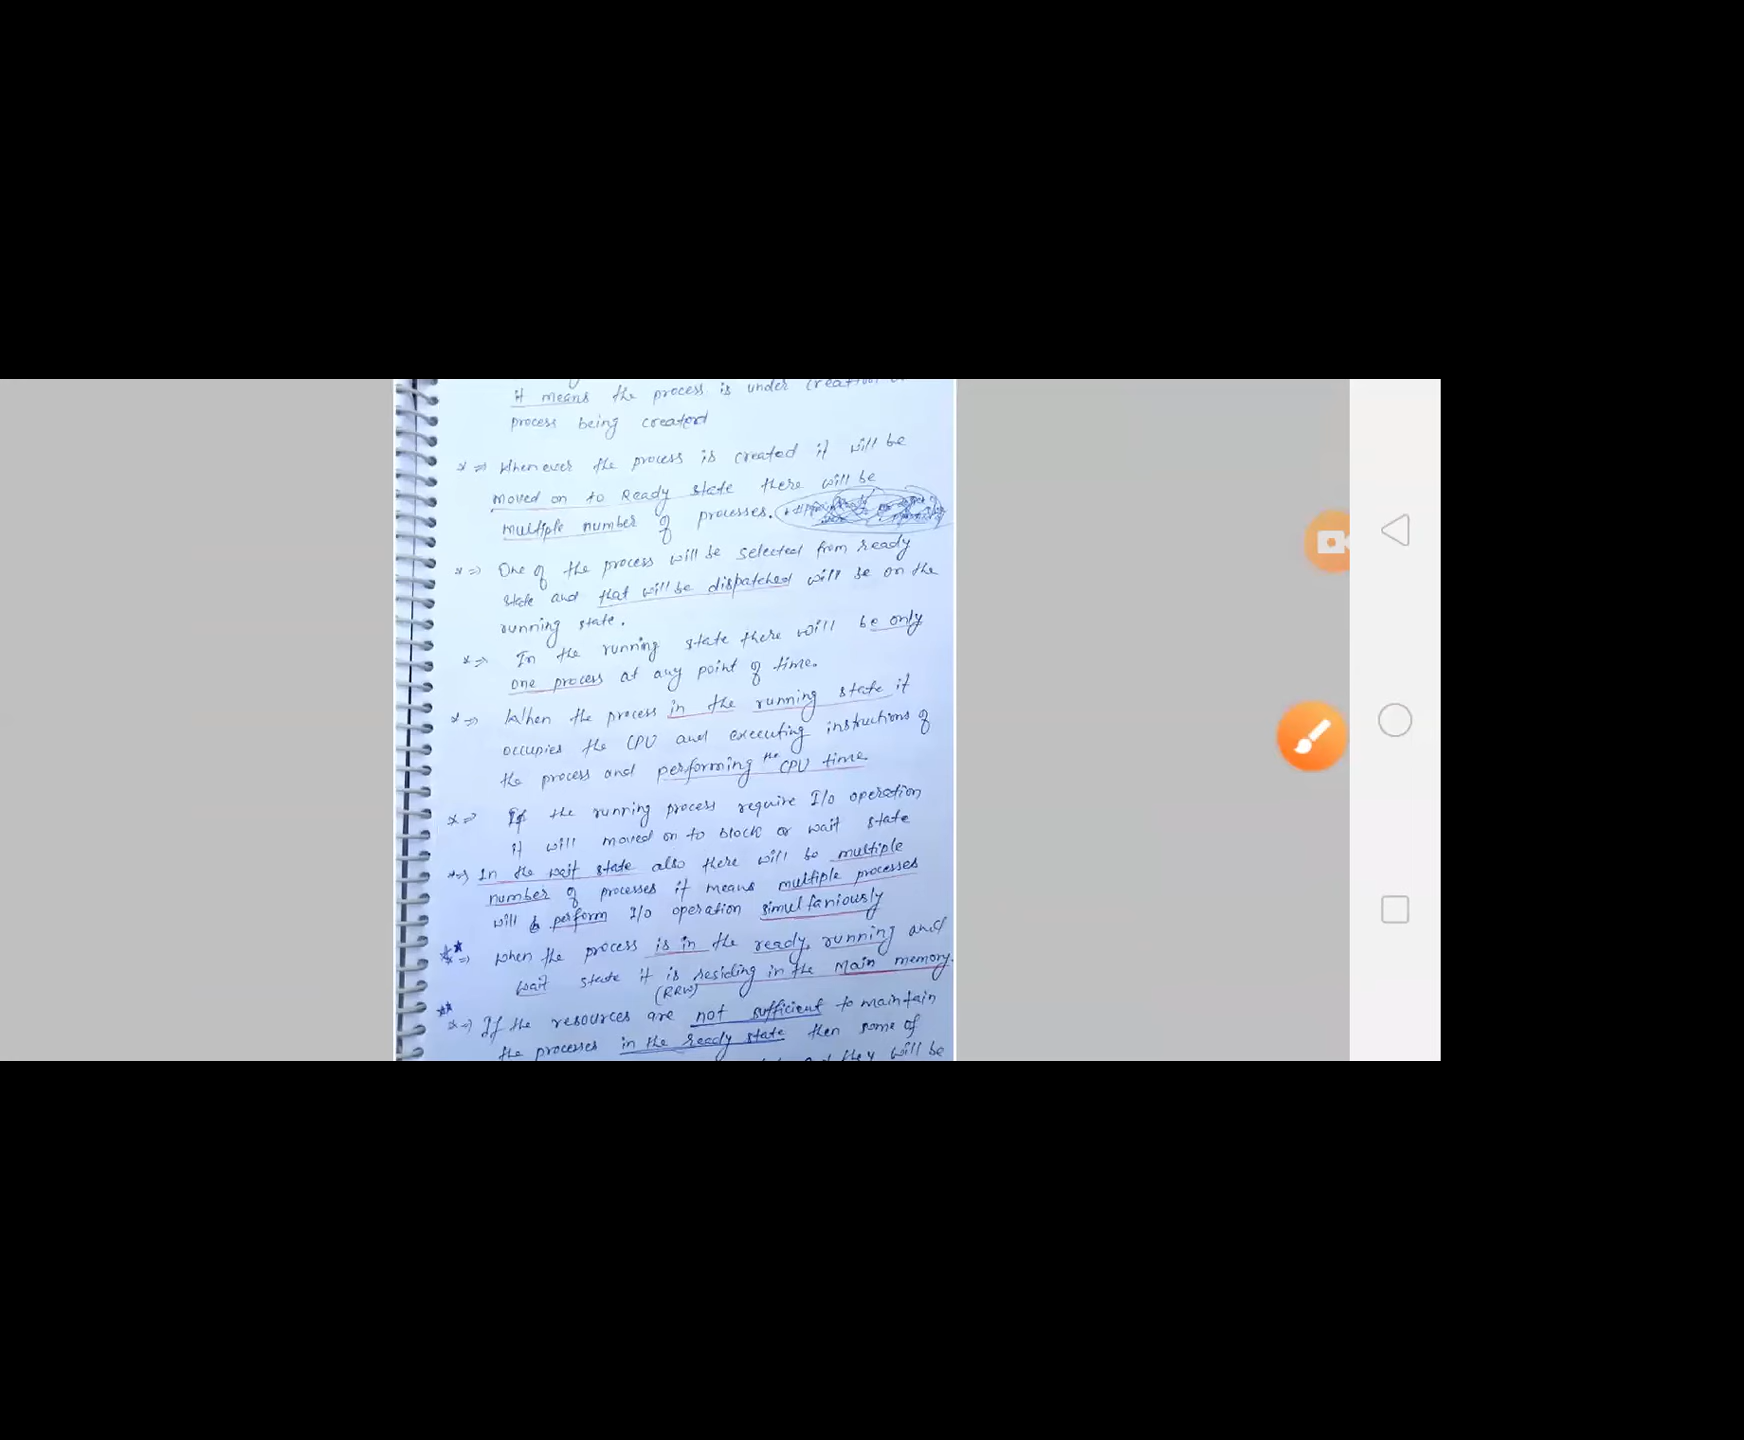 it means the process is under creation
process being created
*⇒ Whenever the process is created it will be
moved on to Ready state there will be
multiple number of processes.
*⇒ One of the process will be selected from ready
state and that will be dispatched will be on the
running state.
*⇒ In the running state there will be only
one process at any point of time.
*⇒ When the process in the running state it
occupies the CPU and executing instructions of
the process and performing the CPU time
*⇒ If the running process require I/o operation
it will moved on to block or wait state
*⇒ In the wait state also there will be multiple
number of processes it means multiple processes
will perform I/o operation simultaniously
*⇒ when the process is in the ready, running and
wait state it is residing in the Main memory.
(RRW)
*⇒ If the resources are not sufficient to maintain
the processes in the ready state then some of
they will be